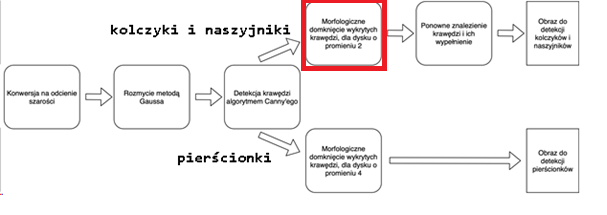 kolczyki i naszyjniki
Morfologiczne
domknięcie wykrytych
krawędzi, dla dysku o
promieniu 2
Ponowne znalezienie
krawędzi i ich
wypełnienie
Obraz do
detekcji
kolczyków i
naszyjników
Konwersja na odcienie
szarości
Rozmycie metodą
Gaussa
Detekcja krawędzi
algorytmem Canny'ego
pierścionki
Morfologiczne
domknięcie wykrytych
krawędzi, dla dysku o
promieniu 4
Obraz do
detekcji
pierścionków